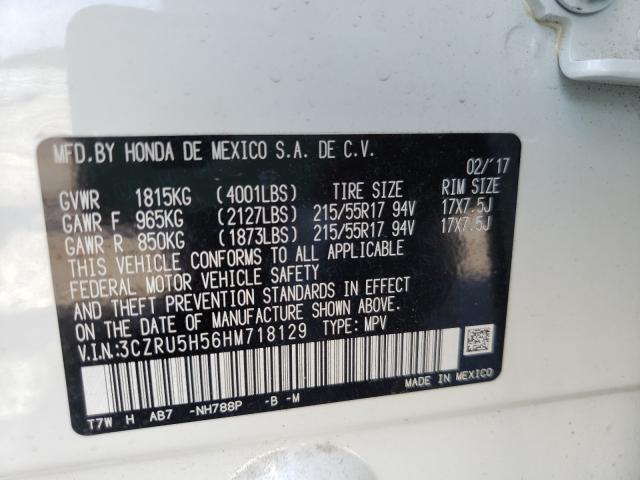 MFD.BY HONDA DE MEXICO S.A. DE C.V.
02/'17
GVWR 1815KG (4001LBS) TIRE SIZE RIM SIZE
GAWR F 965KG (2127LBS) 215/55R17 94V 17X7.5J
GAWR R 850KG (1873LBS) 215/55R17 94V 17X7.5J
THIS VEHICLE CONFORMS TO ALL APPLICABLE
FEDERAL MOTOR VEHICLE SAFETY
AND THEFT PREVENTION STANDARDS IN EFFECT
ON THE DATE OF MANUFACTURE SHOWN ABOVE.
V.I.N:3CZRU5H56HM718129 TYPE: MPV
MADE IN MEXICO
T7W H AB7 -NH788P -B -M